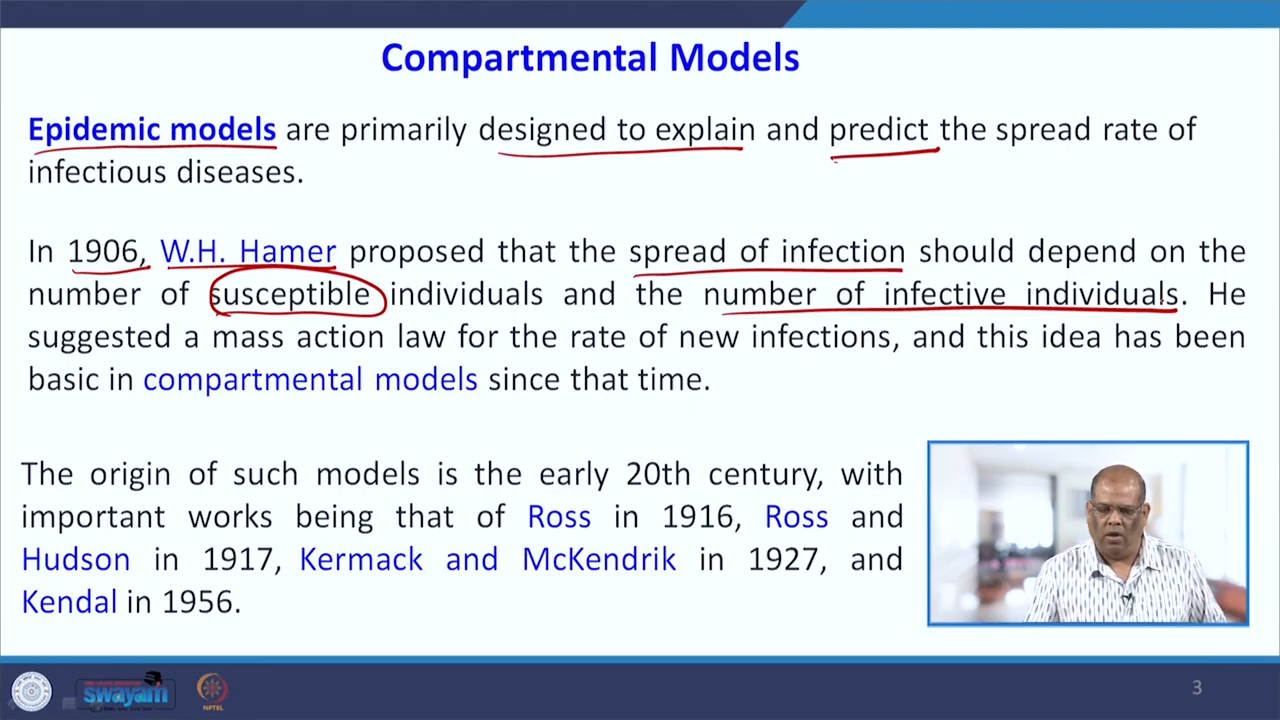 Compartmental Models
Epidemic models are primarily designed to explain and predict the spread rate of
infectious diseases.
In 1906, W.H. Hamer proposed that the spread of infection should depend on the
number of susceptible individuals and the number of infective individuals. He
suggested a mass action law for the rate of new infections, and this idea has been
basic in compartmental models since that time.
The origin of such models is the early 20th century, with
important works being that of Ross in 1916, Ross and
Hudson in 1917, Kermack and McKendrik in 1927, and
Kendal in 1956.
swayam
NPTEL
3